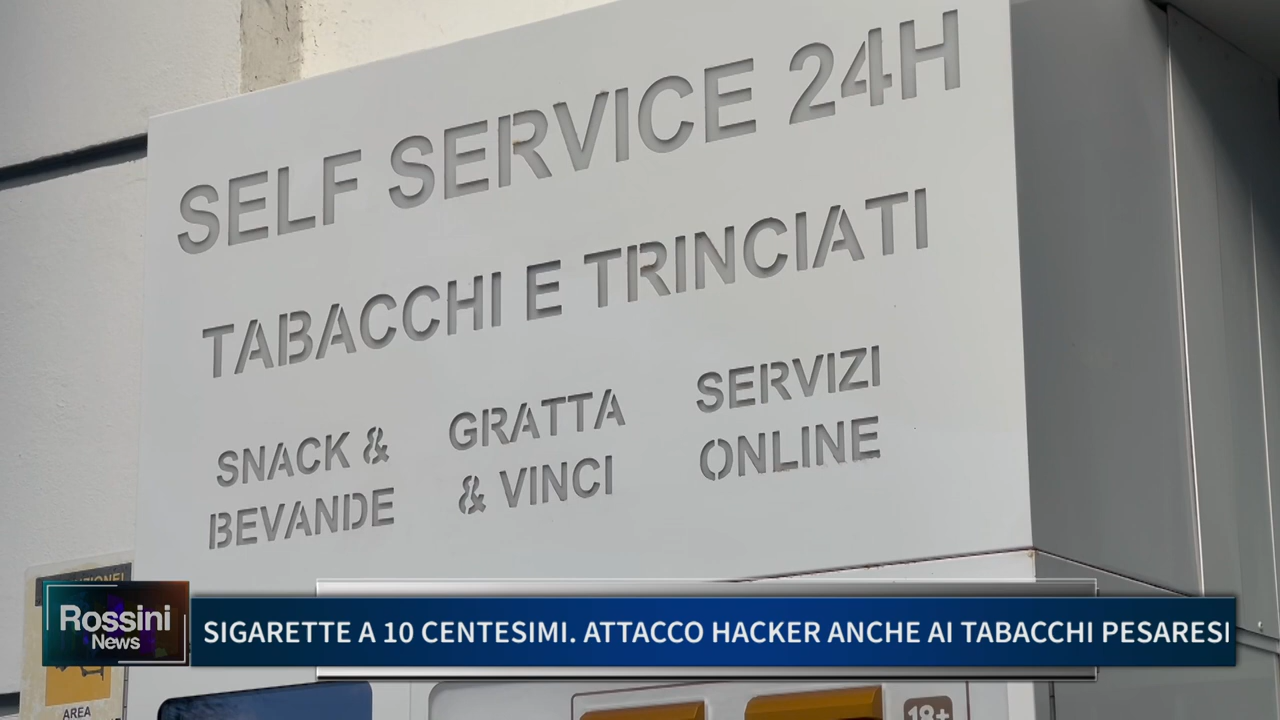 SELF SERVICE 24H
TABACCHI E TRINCIATI
SNACK &
BEVANDE
GRATTA
& VINCI
SERVIZI
ONLINE
Rossini
News
SIGARETTE A 10 CENTESIMI. ATTACCO HACKER ANCHE AI TABACCHI PESARESI
AREA
18+